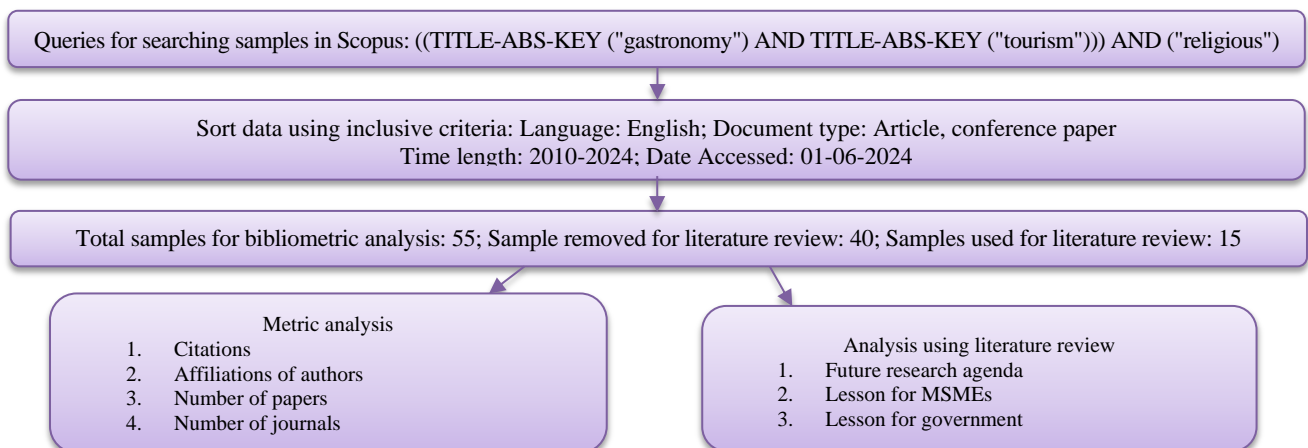 Queries for searching samples in Scopus: ((TITLE-ABS-KEY ("gastronomy") AND TITLE-ABS-KEY ("tourism"))) AND ("religious")
Sort data using inclusive criteria: Language: English; Document type: Article, conference paper
Time length: 2010-2024; Date Accessed: 01-06-2024
Total samples for bibliometric analysis: 55; Sample removed for literature review: 40; Samples used for literature review: 15
Metric analysis
1. Citations
2. Affiliations of authors
3. Number of papers
4. Number of journals
Analysis using literature review
1. Future research agenda
2. Lesson for MSMEs
3. Lesson for government